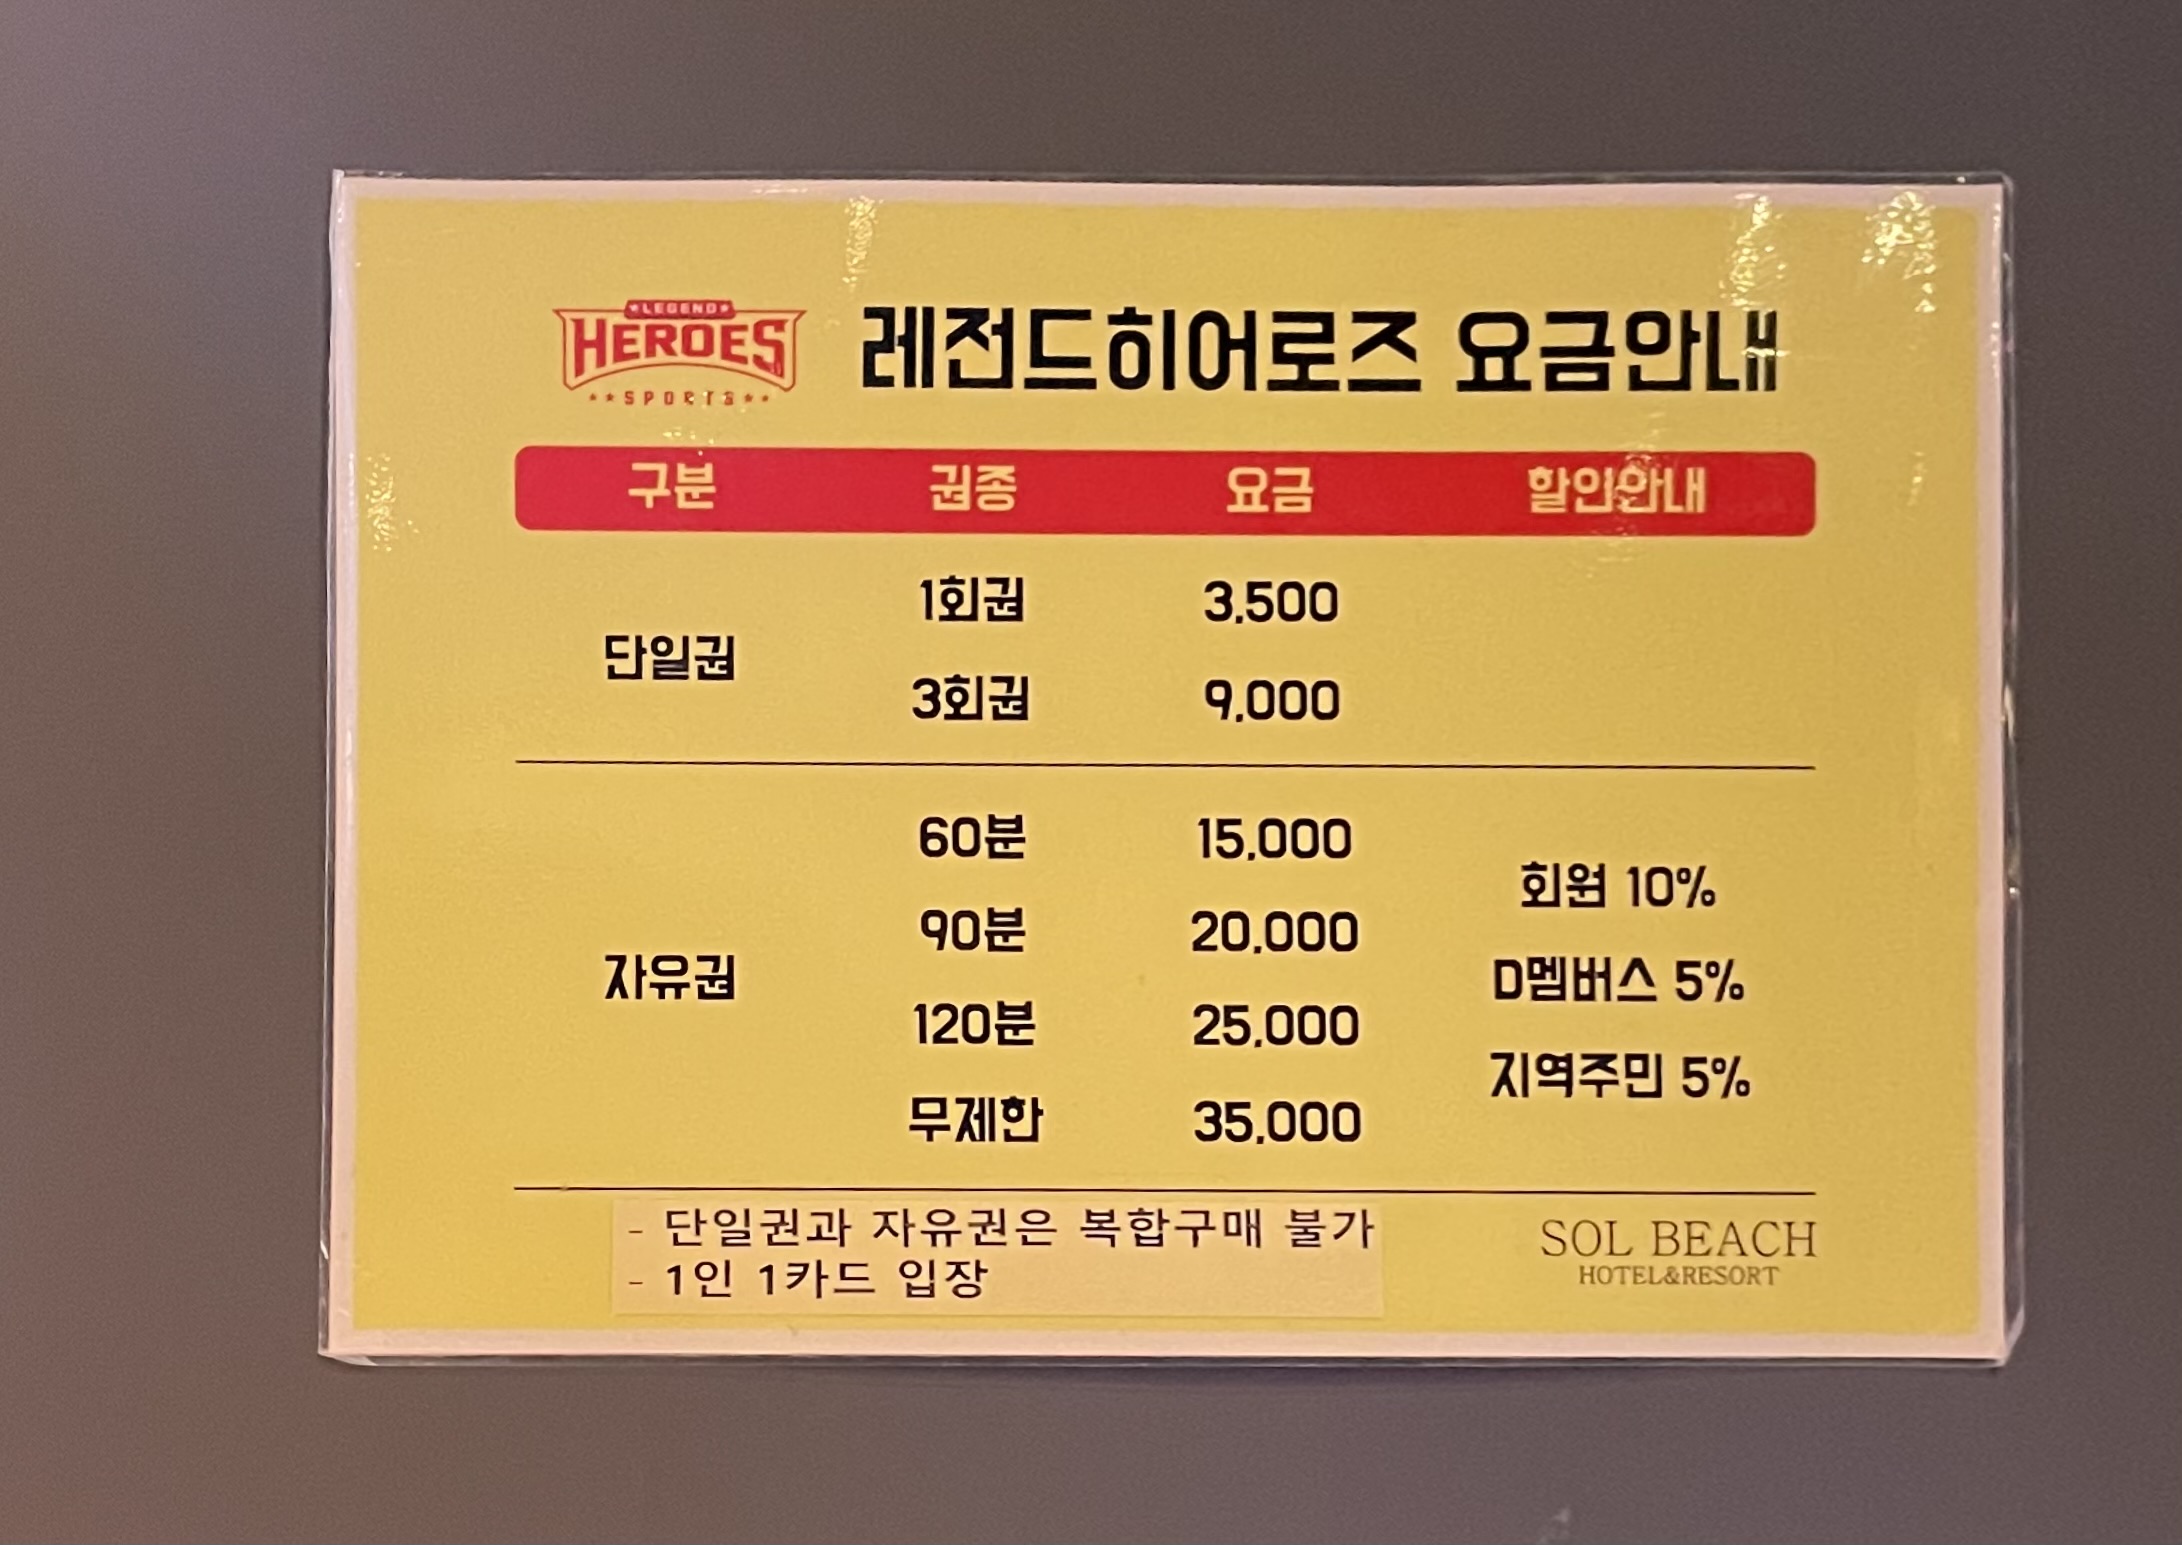 LEGEND
HEROES
SPORTS
레전드히어로즈 요금안내
구분 권종 요금 할인안내
단일권
1회권 3,500
3회권 9,000
자유권
60분 15,000
90분 20,000
120분 25,000
무제한 35,000
회원 10%
D멤버스 5%
지역주민 5%
- 단일권과 자유권은 복합구매 불가
- 1인 1카드 입장
SOL BEACH
HOTEL&RESORT